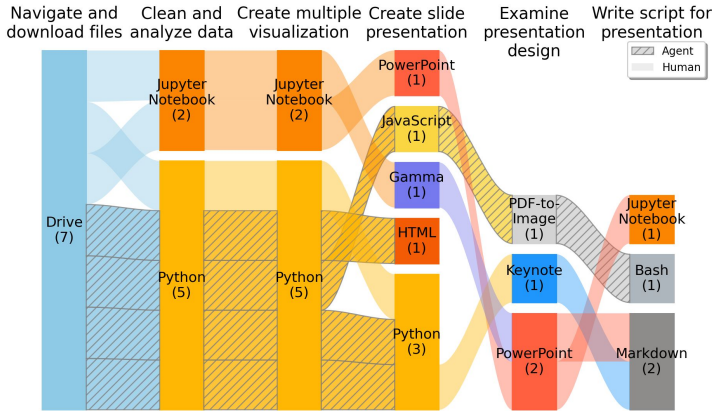 Navigate and
download files
Clean and
analyze data
Create multiple
visualization
Create slide
presentation
Examine
presentation
design
Write script for
presentation
Agent
Human
Drive
(7)
Jupyter
Notebook
(2)
Python
(5)
Jupyter
Notebook
(2)
Python
(5)
PowerPoint
(1)
JavaScript
(1)
Gamma
(1)
HTML
(1)
Python
(3)
PDF-to-
Image
(1)
Keynote
(1)
PowerPoint
(2)
Jupyter
Notebook
(1)
Bash
(1)
Markdown
(2)